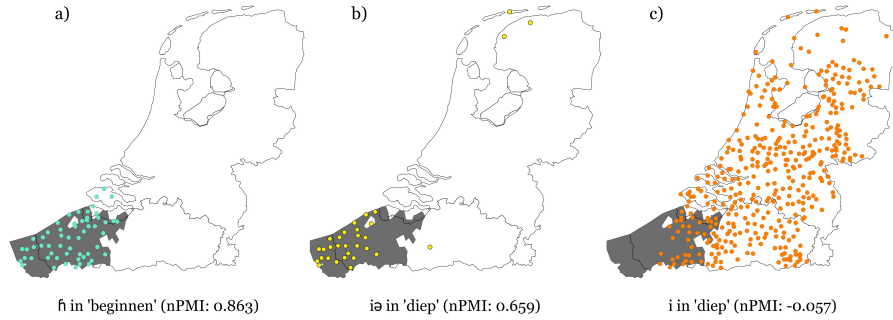 a)
b)
c)
ɦ in 'beginnen' (nPMI: 0.863)
iə in 'diep' (nPMI: 0.659)
i in 'diep' (nPMI: -0.057)